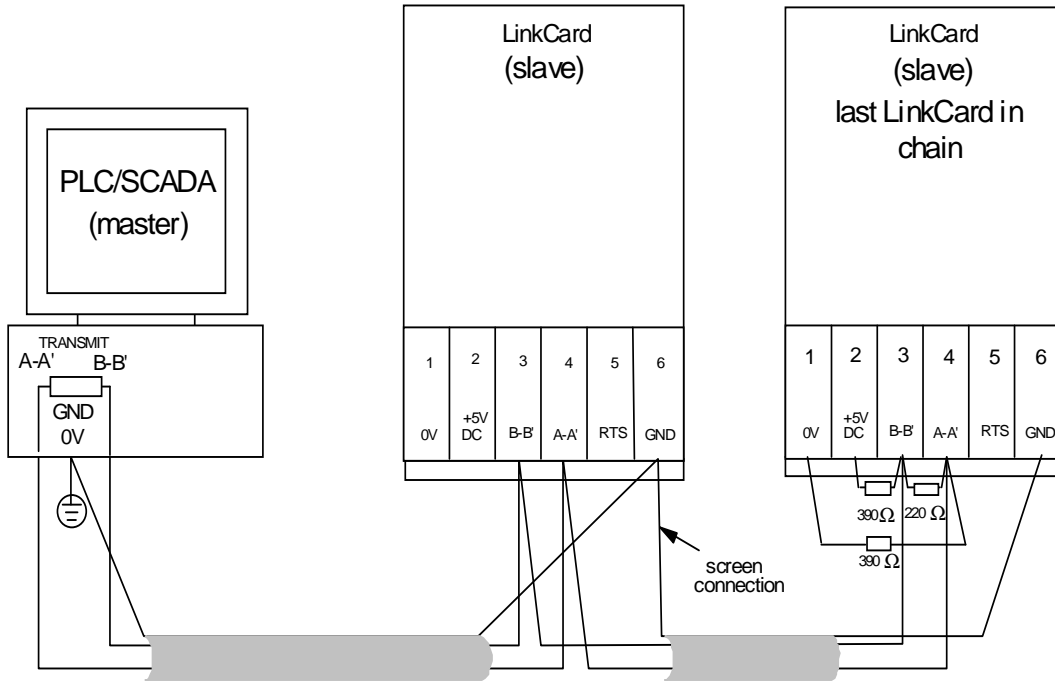 PLC/SCADA
(master)
TRANSMIT
A-A' B-B'
GND
0V
LinkCard
(slave)
1 2 3 4 5 6
0V +5V DC B-B' A-A' RTS GND
LinkCard
(slave)
last LinkCard in
chain
1 2 3 4 5 6
0V +5V DC B-B' A-A' RTS GND
390 Ω 220 Ω
390 Ω
screen
connection